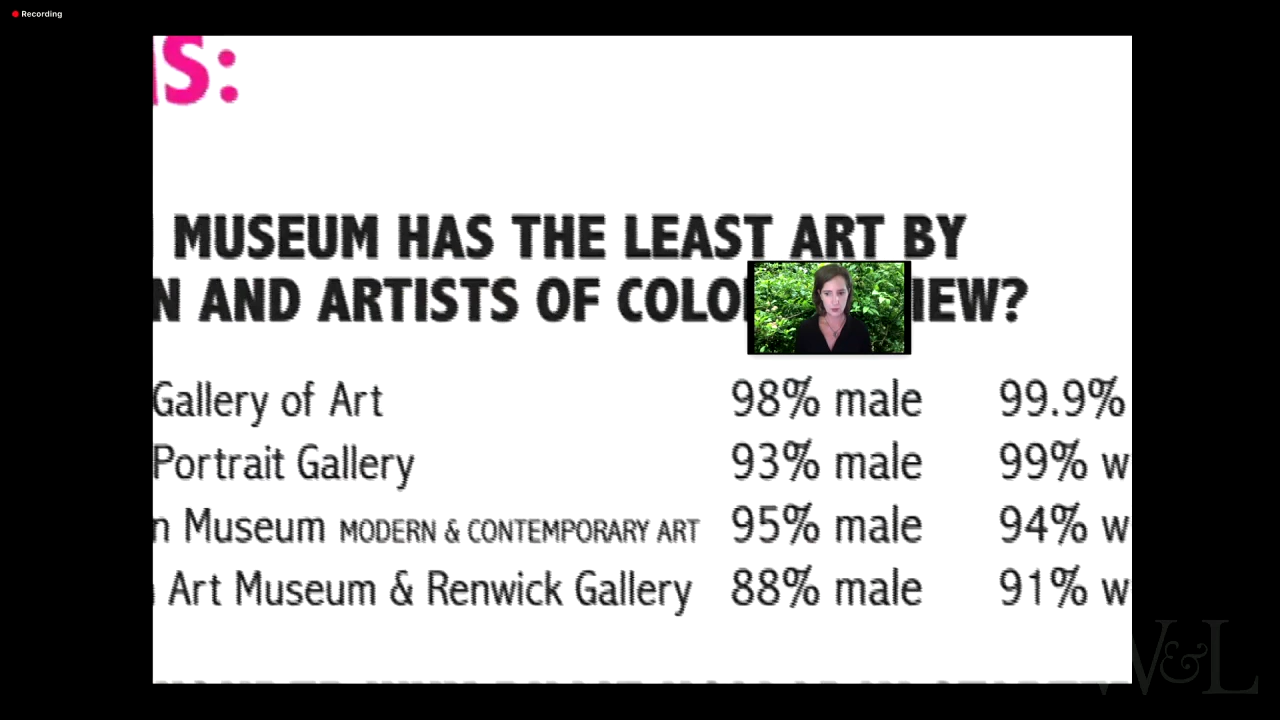 Recording
S:
MUSEUM HAS THE LEAST ART BY
N AND ARTISTS OF COLO IEW?
Gallery of Art 98% male 99.9%
Portrait Gallery 93% male 99% w
n Museum MODERN & CONTEMPORARY ART 95% male 94% w
Art Museum & Renwick Gallery 88% male 91% w
W&L